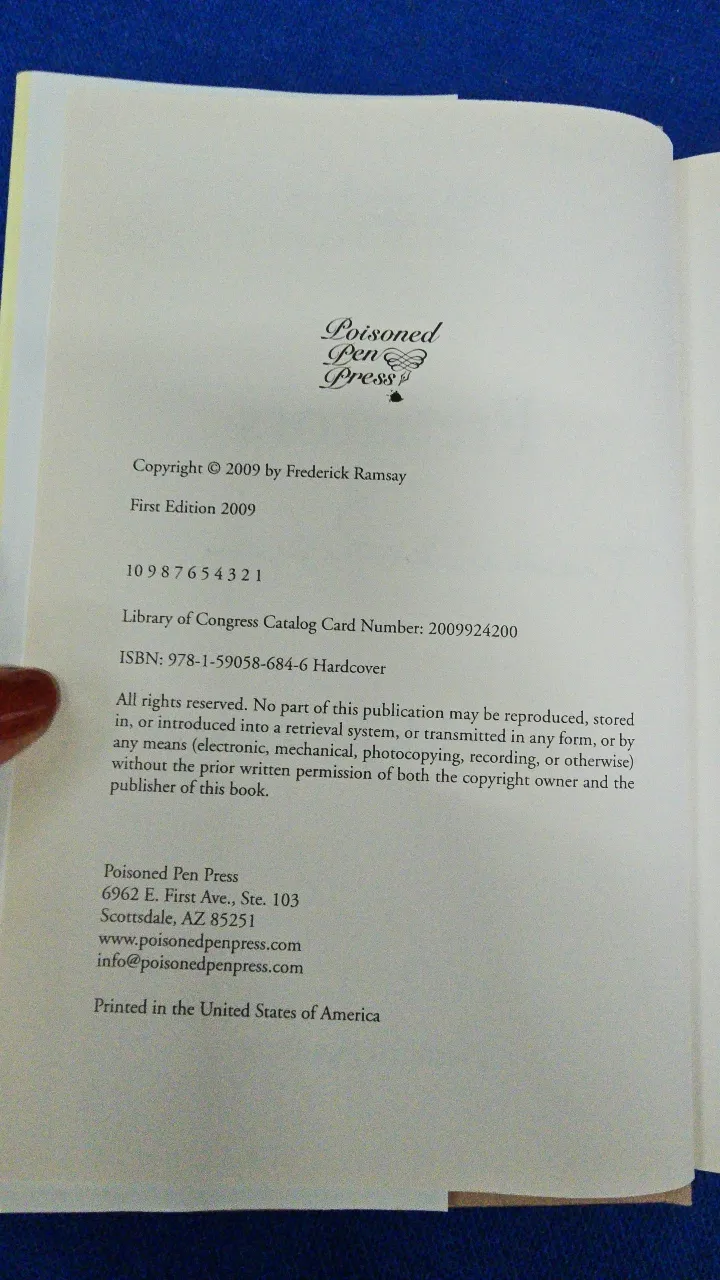 Poisoned
Pen
Press
Copyright © 2009 by Frederick Ramsay
First Edition 2009
10 9 8 7 6 5 4 3 2 1
Library of Congress Catalog Card Number: 2009924200
ISBN: 978-1-59058-684-6 Hardcover
All rights reserved. No part of this publication may be reproduced, stored
in, or introduced into a retrieval system, or transmitted in any form, or by
any means (electronic, mechanical, photocopying, recording, or otherwise)
without the prior written permission of both the copyright owner and the
publisher of this book.
Poisoned Pen Press
6962 E. First Ave., Ste. 103
Scottsdale, AZ 85251
www.poisonedpenpress.com
info@poisonedpenpress.com
Printed in the United States of America